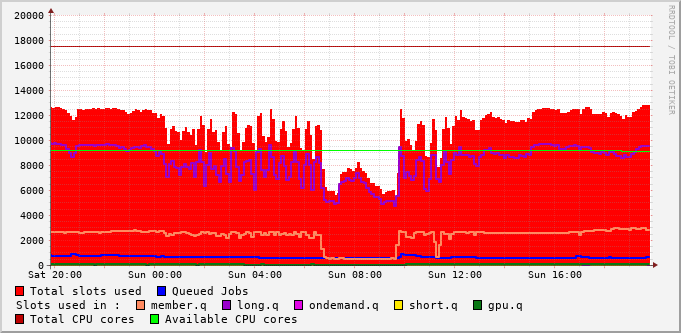 20000
18000
16000
14000
12000
10000
8000
6000
4000
2000
0
Sat 20:00 Sun 00:00 Sun 04:00 Sun 08:00 Sun 12:00 Sun 16:00
Total slots used Queued Jobs
Slots used in : member.q long.q ondemand.q short.q gpu.q
Total CPU cores Available CPU cores
RRDTOOL / TOBI OETIKER